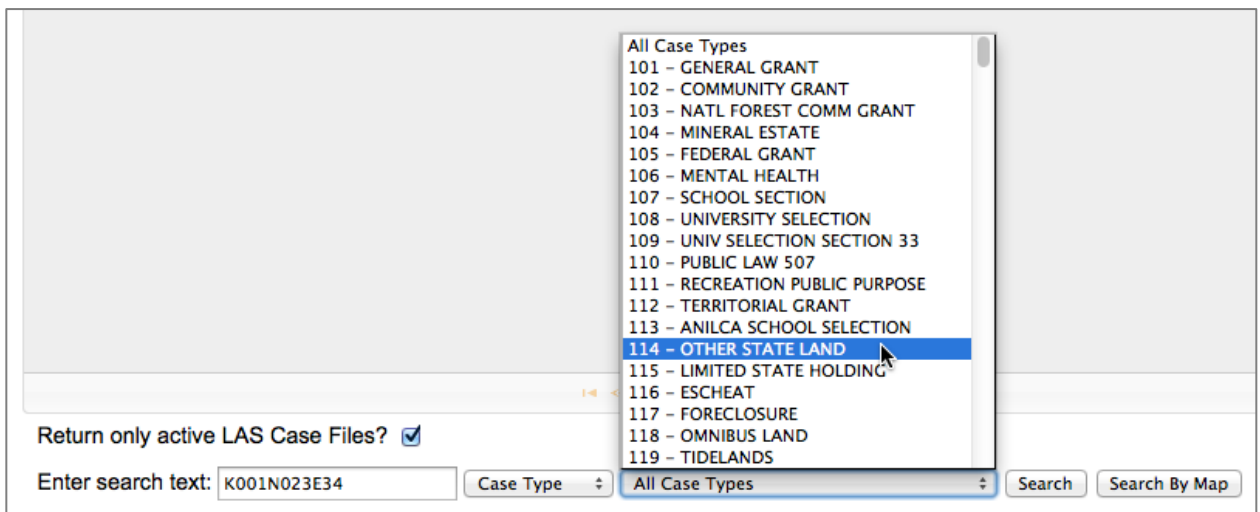 All Case Types
101 – GENERAL GRANT
102 – COMMUNITY GRANT
103 – NATL FOREST COMM GRANT
104 – MINERAL ESTATE
105 – FEDERAL GRANT
106 – MENTAL HEALTH
107 – SCHOOL SECTION
108 – UNIVERSITY SELECTION
109 – UNIV SELECTION SECTION 33
110 – PUBLIC LAW 507
111 – RECREATION PUBLIC PURPOSE
112 – TERRITORIAL GRANT
113 – ANILCA SCHOOL SELECTION
114 – OTHER STATE LAND
115 – LIMITED STATE HOLDING
116 – ESCHEAT
117 – FORECLOSURE
118 – OMNIBUS LAND
119 – TIDELANDS
Return only active LAS Case Files?
Enter search text: K001N023E34 Case Type All Case Types Search Search By Map